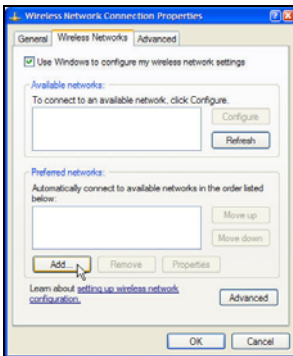 Wireless Network Connection Properties
General Wireless Networks Advanced
Use Windows to configure my wireless network settings
Available networks:
To connect to an available network, click Configure.
Configure
Refresh
Preferred networks:
Automatically connect to available networks in the order listed
below:
Move up
Move down
Add... Remove Properties
Learn about setting up wireless network
configuration.
Advanced
OK Cancel